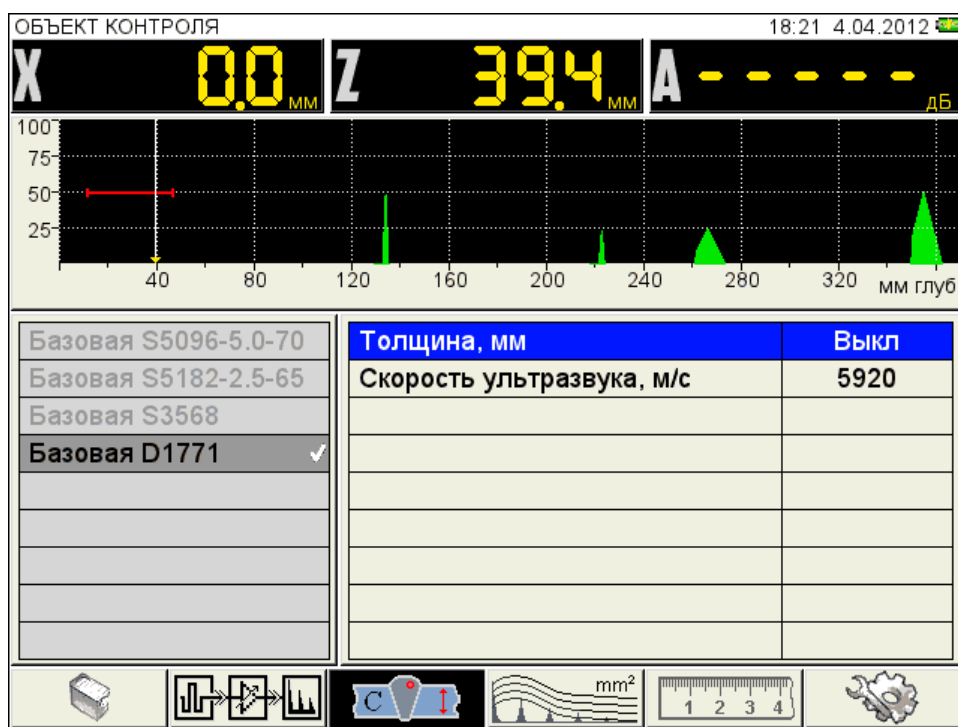 ОБЪЕКТ КОНТРОЛЯ 18:21 4.04.2012
X 0.0 мм Z 39.4 мм A - - - - - дБ
100
75
50
25
40 80 120 160 200 240 280 320 мм глуб
Базовая S5096-5.0-70
Базовая S5182-2.5-65
Базовая S3568
Базовая D1771
Толщина, мм Выкл
Скорость ультразвука, м/с 5920
C mm² 1 2 3 4